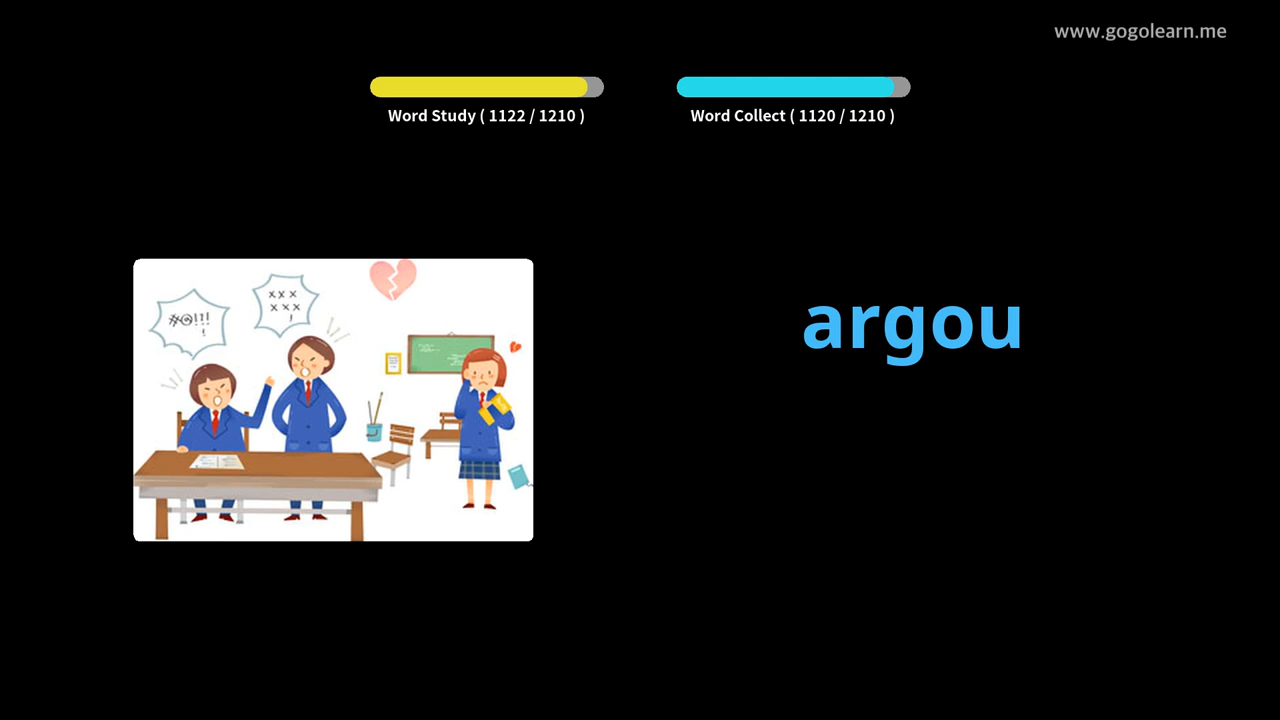 www.gogolearn.me
Word Study ( 1122 / 1210 )
Word Collect ( 1120 / 1210 )
#@!!!
!
x x x
x x x
!
argou